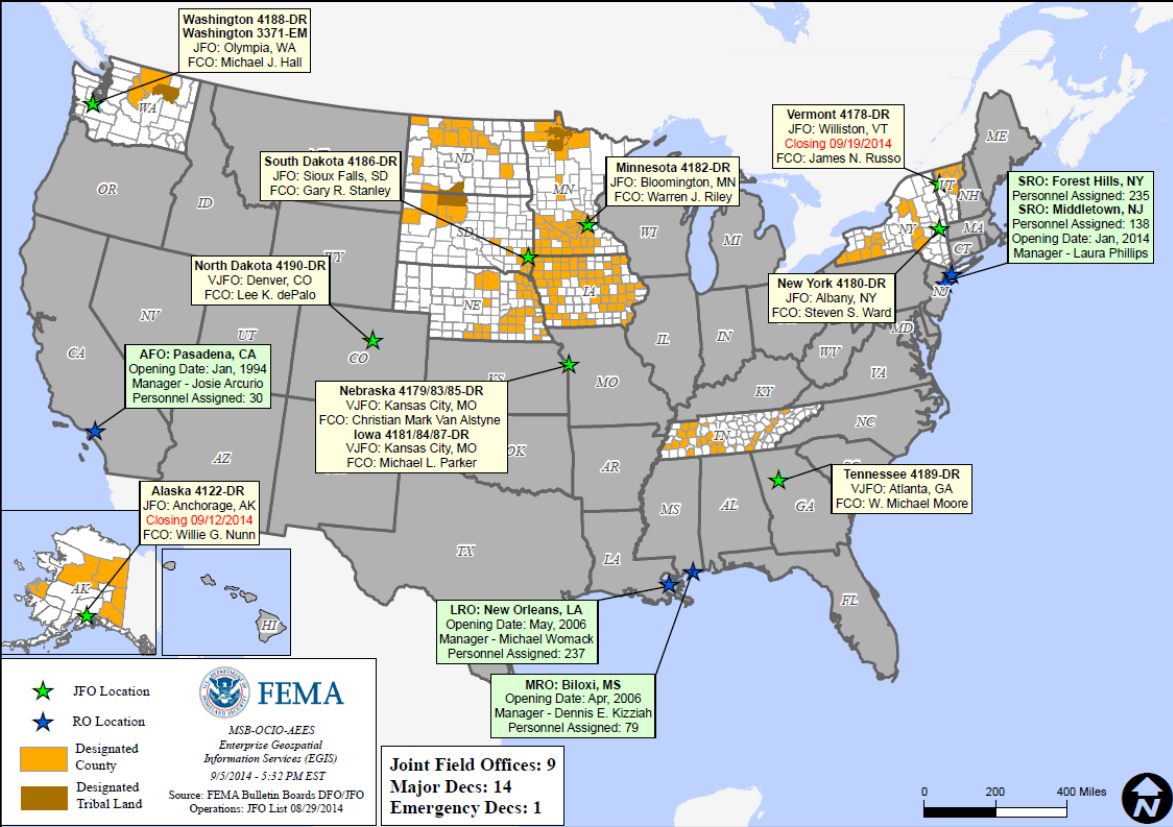 Washington 4188-DR
Washington 3371-EM
JFO: Olympia, WA
FCO: Michael J. Hall
South Dakota 4186-DR
JFO: Sioux Falls, SD
FCO: Gary R. Stanley
Minnesota 4182-DR
JFO: Bloomington, MN
FCO: Warren J. Riley
Vermont 4178-DR
JFO: Williston, VT
Closing 09/19/2014
FCO: James N. Russo
SRO: Forest Hills, NY
Personnel Assigned: 235
SRO: Middletown, NJ
Personnel Assigned: 138
Opening Date: Jan, 2014
Manager - Laura Phillips
North Dakota 4190-DR
VJFO: Denver, CO
FCO: Lee K. dePalo
New York 4180-DR
JFO: Albany, NY
FCO: Steven S. Ward
AFO: Pasadena, CA
Opening Date: Jan, 1994
Manager - Josie Arcurio
Personnel Assigned: 30
Nebraska 4179/83/85-DR
VJFO: Kansas City, MO
FCO: Christian Mark Van Alstyne
Iowa 4181/84/87-DR
VJFO: Kansas City, MO
FCO: Michael L. Parker
Tennessee 4189-DR
VJFO: Atlanta, GA
FCO: W. Michael Moore
Alaska 4122-DR
JFO: Anchorage, AK
Closing 09/12/2014
FCO: Willie G. Nunn
LRO: New Orleans, LA
Opening Date: May, 2006
Manager - Michael Womack
Personnel Assigned: 237
MRO: Biloxi, MS
Opening Date: Apr, 2006
Manager - Dennis E. Kizziah
Personnel Assigned: 79
WA
OR
ID
NV
CA
UT
AZ
CO
ND
SD
NE
MN
IA
WI
MI
IL
IN
MO
AR
TX
LA
MS
AL
GA
FL
TN
KY
WV
VA
NC
MD
NJ
NY
CT
MA
NH
VT
ME
AK
HI
JFO Location
RO Location
Designated
County
Designated
Tribal Land
FEMA
MSB-OCIO-AEES
Enterprise Geospatial
Information Services (EGIS)
9/5/2014 - 5:32 PM EST
Source: FEMA Bulletin Boards DFO/JFO
Operations: JFO List 08/29/2014
Joint Field Offices: 9
Major Decs: 14
Emergency Decs: 1
0 200 400 Miles
N